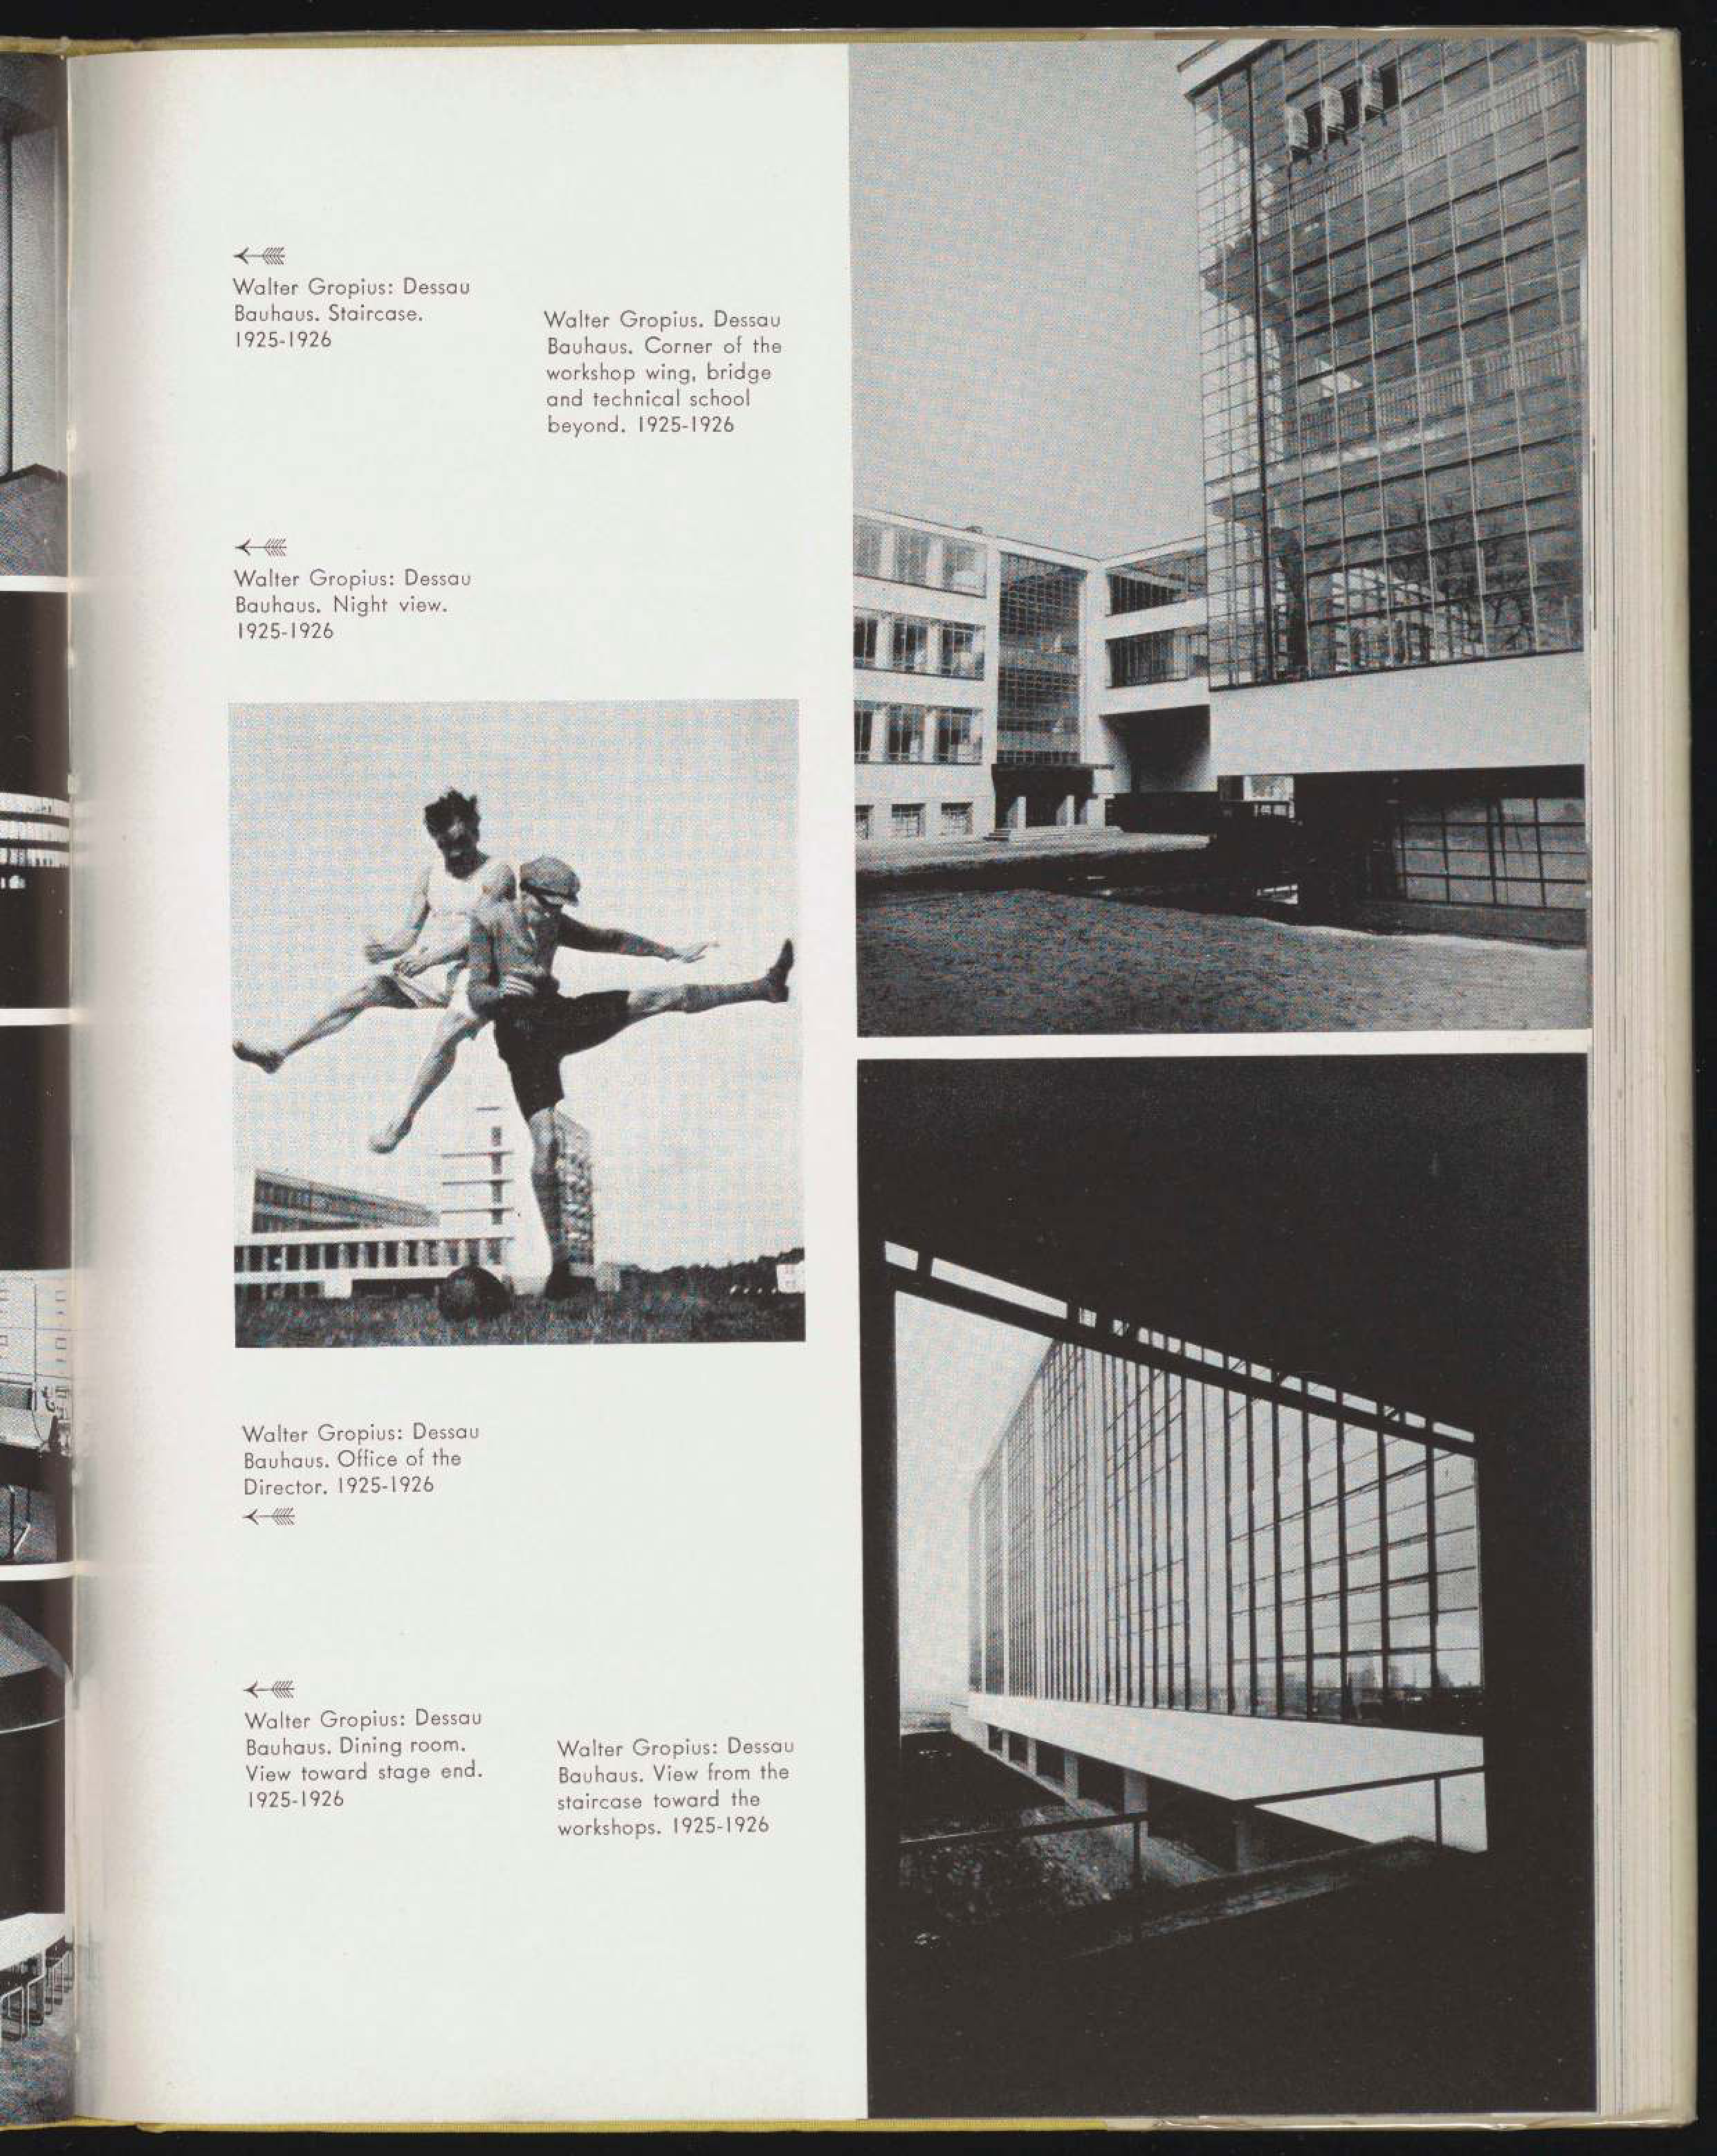 Walter Gropius: Dessau
Bauhaus. Staircase.
1925-1926
Walter Gropius. Dessau
Bauhaus. Corner of the
workshop wing, bridge
and technical school
beyond. 1925-1926
Walter Gropius: Dessau
Bauhaus. Night view.
1925-1926
Walter Gropius: Dessau
Bauhaus. Office of the
Director. 1925-1926
Walter Gropius: Dessau
Bauhaus. Dining room.
View toward stage end.
1925-1926
Walter Gropius: Dessau
Bauhaus. View from the
staircase toward the
workshops. 1925-1926